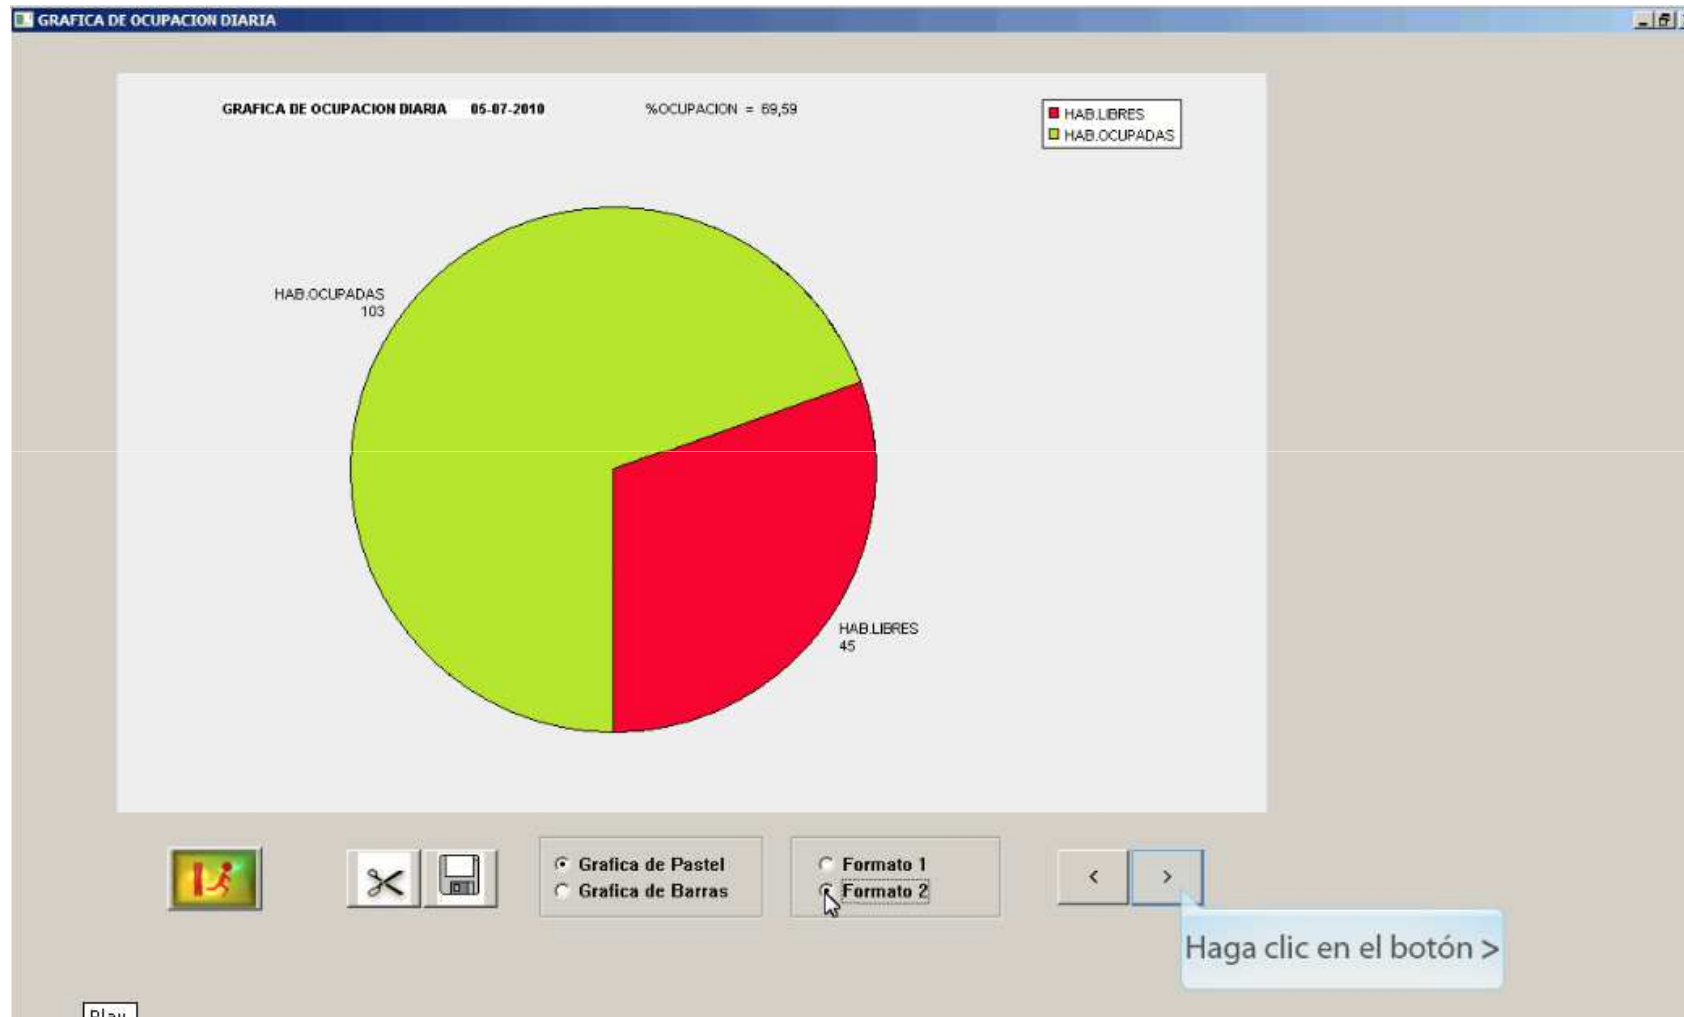 GRAFICA DE OCUPACION DIARIA
GRAFICA DE OCUPACION DIARIA 05-07-2010 %OCUPACION = 69,59
HAB.LIBRES
HAB.OCUPADAS
HAB.OCUPADAS
103
HAB.LIBRES
45
Grafica de Pastel
Grafica de Barras
Formato 1
Formato 2
< >
Haga clic en el botón >